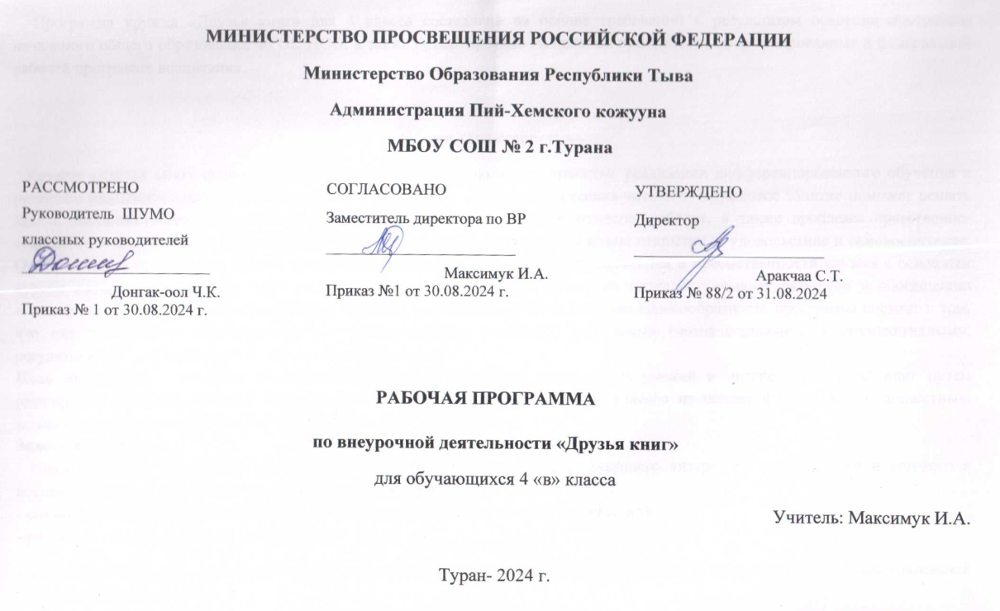 МИНИСТЕРСТВО ПРОСВЕЩЕНИЯ РОССИЙСКОЙ ФЕДЕРАЦИИ
Министерство Образования Республики Тыва
Администрация Пий-Хемского кожууна
МБОУ СОШ № 2 г.Турана
РАССМОТРЕНО
Руководитель ШУМО
классных руководителей
Донгак-оол Ч.К.
Приказ № 1 от 30.08.2024 г.
СОГЛАСОВАНО
Заместитель директора по ВР
Максимук И.А.
Приказ №1 от 30.08.2024 г.
УТВЕРЖДЕНО
Директор
Аракчаа С.Т.
Приказ № 88/2 от 31.08.2024
РАБОЧАЯ ПРОГРАММА
по внеурочной деятельности «Друзья книг»
для обучающихся 4 «в» класса
Учитель: Максимук И.А.
Туран- 2024 г.